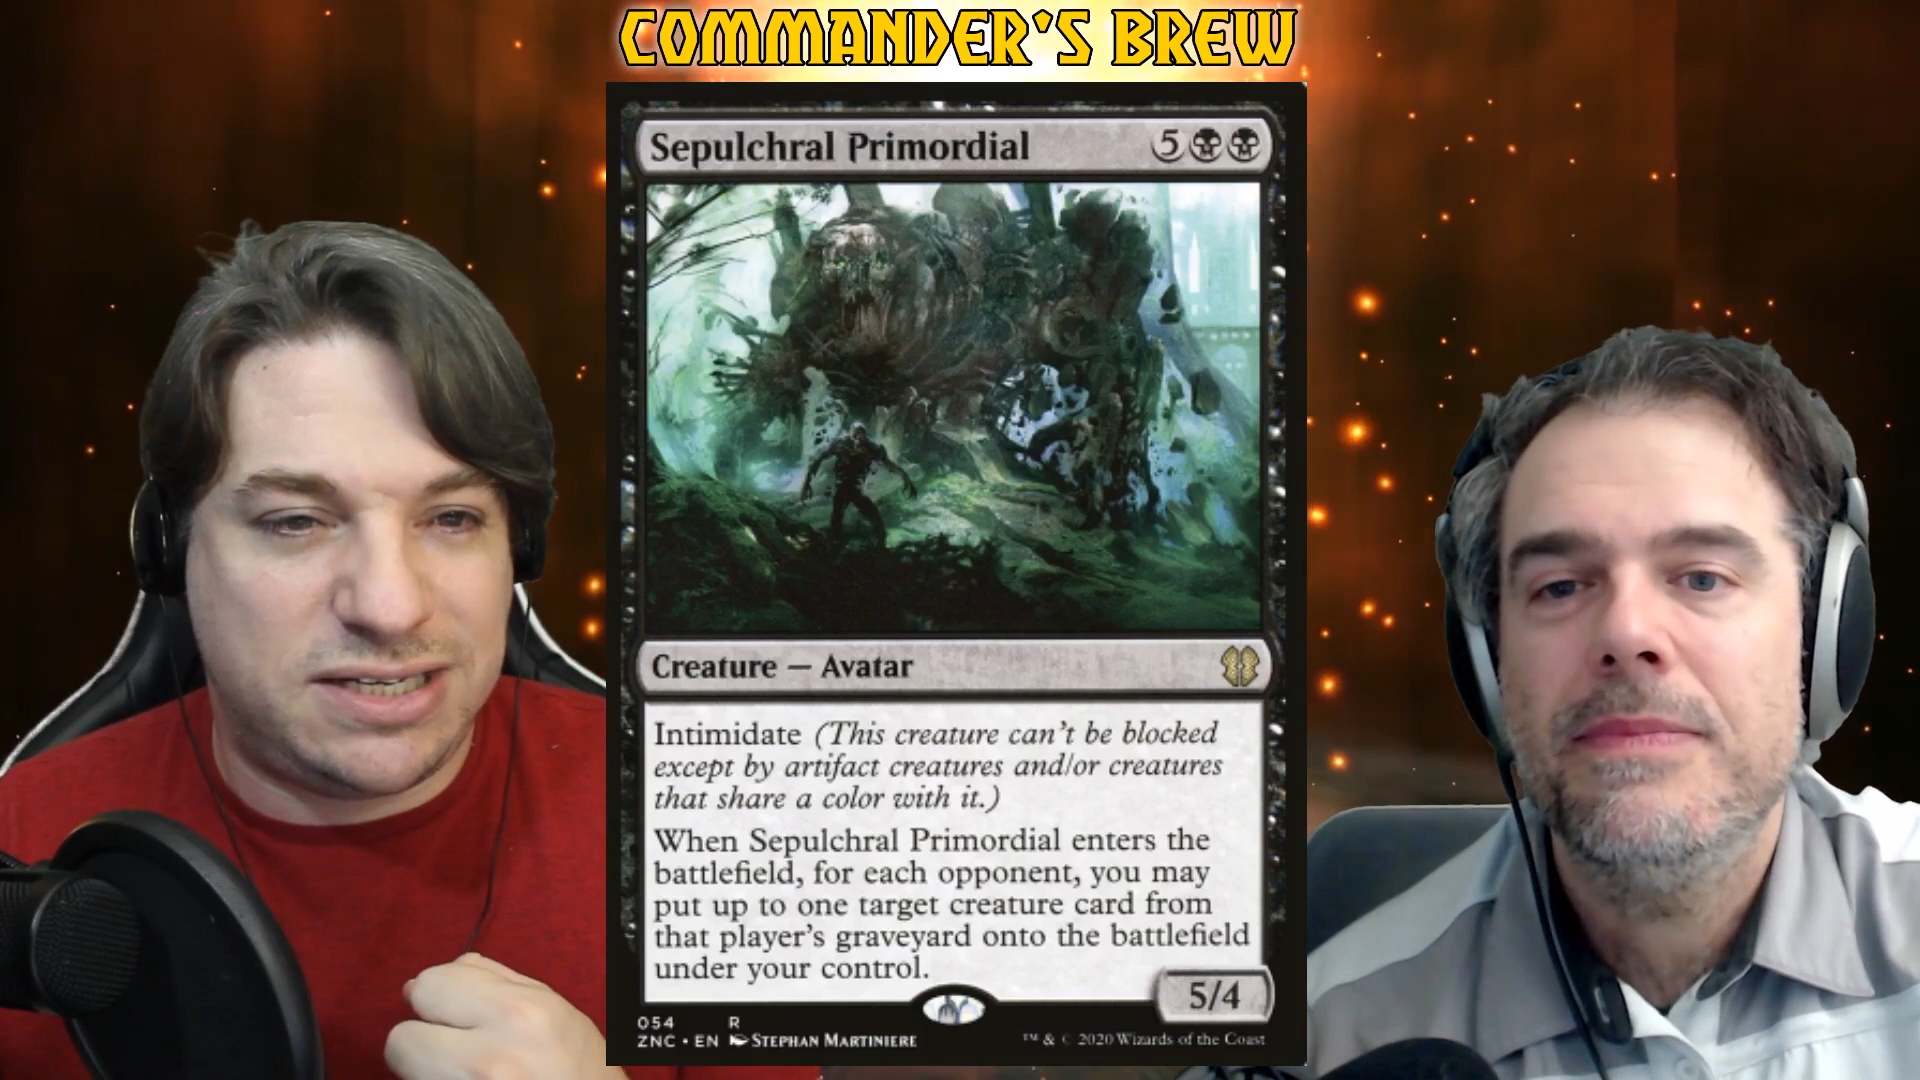 COMMANDER'S BREW
Sepulchral Primordial 5
Creature — Avatar
Intimidate (This creature can't be blocked
except by artifact creatures and/or creatures
that share a color with it.)
When Sepulchral Primordial enters the
battlefield, for each opponent, you may
put up to one target creature card from
that player's graveyard onto the battlefield
under your control.
5/4
054 R
ZNC • EN STEPHAN MARTINIERE ™ & © 2020 Wizards of the Coast